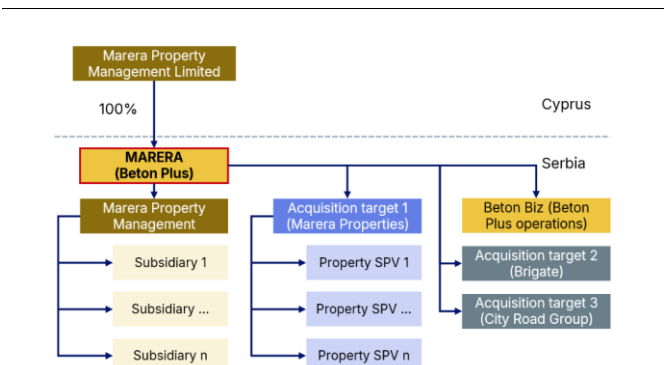 Marera Property
Management Limited
100%
Cyprus
MARERA
(Beton Plus)
Serbia
Marera Property
Management
Acquisition target 1
(Marera Properties)
Beton Biz (Beton
Plus operations)
Subsidiary 1
Property SPV 1
Acquisition target 2
(Brigate)
Subsidiary ...
Property SPV ...
Acquisition target 3
(City Road Group)
Subsidiary n
Property SPV n